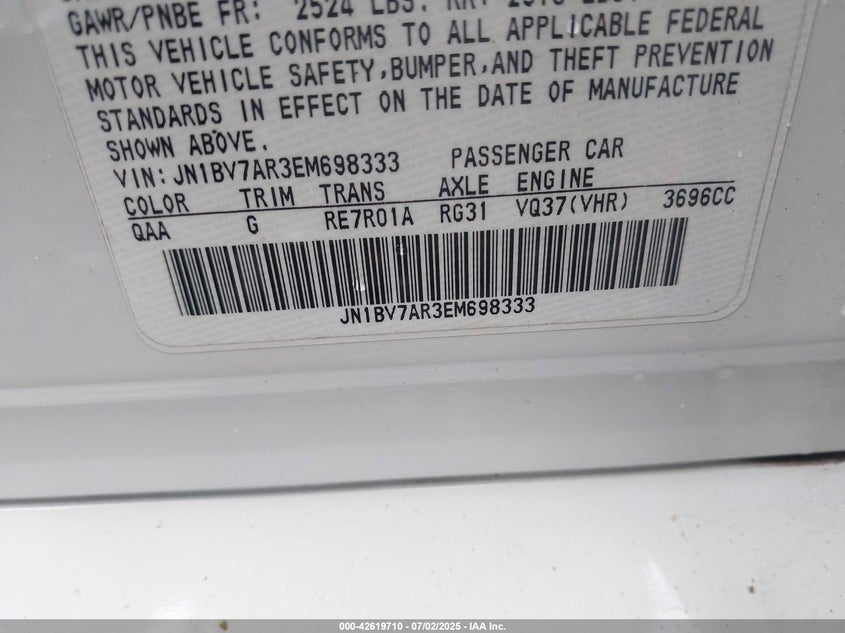 GAWR/PNBE FR: 2524 LBS.
THIS VEHICLE CONFORMS TO ALL APPLICABLE FEDERAL
MOTOR VEHICLE SAFETY,BUMPER,AND THEFT PREVENTION
STANDARDS IN EFFECT ON THE DATE OF MANUFACTURE
SHOWN ABOVE.
VIN:JN1BV7AR3EM698333 PASSENGER CAR
COLOR TRIM TRANS AXLE ENGINE
QAA G RE7R01A RG31 VQ37(VHR) 3696CC
JN1BV7AR3EM698333
000-42619710 - 07/02/2025 - IAA Inc.